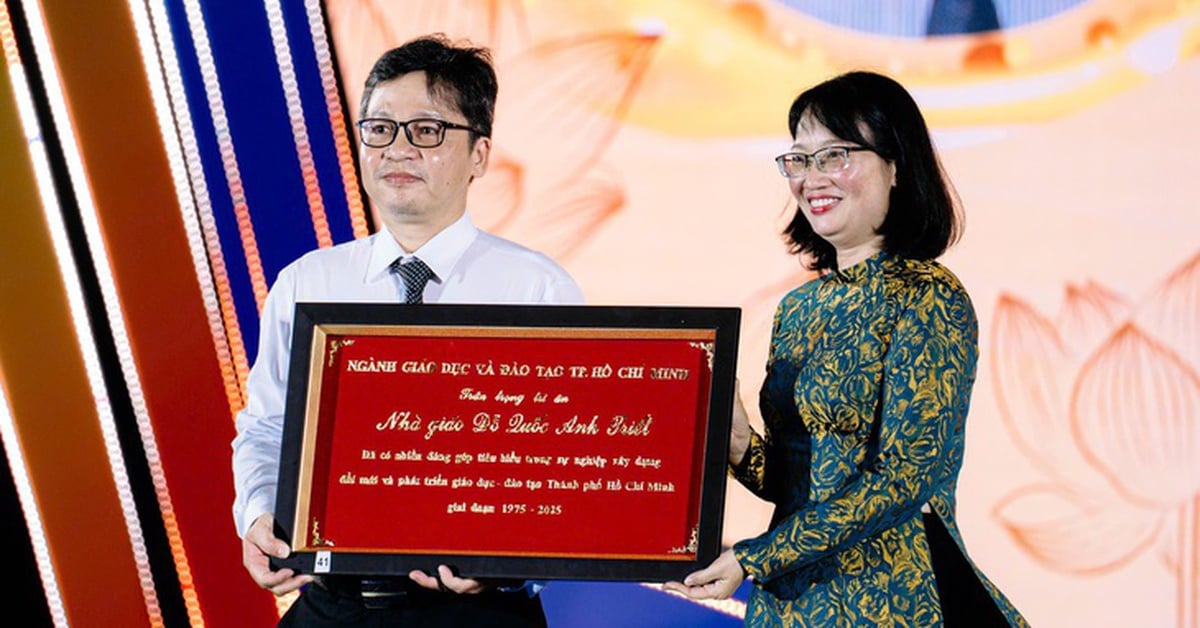 NGÀNH GIÁO DỤC VÀ ĐÀO TẠO TP. HỒ CHÍ MINH
Trân trọng tri ân
Nhà giáo Đỗ Quốc Anh Triết
Đã có nhiều đóng góp tiêu biểu trong sự nghiệp xây dựng
đổi mới và phát triển giáo dục - đào tạo Thành phố Hồ Chí Minh
giai đoạn 1975 - 2025
41